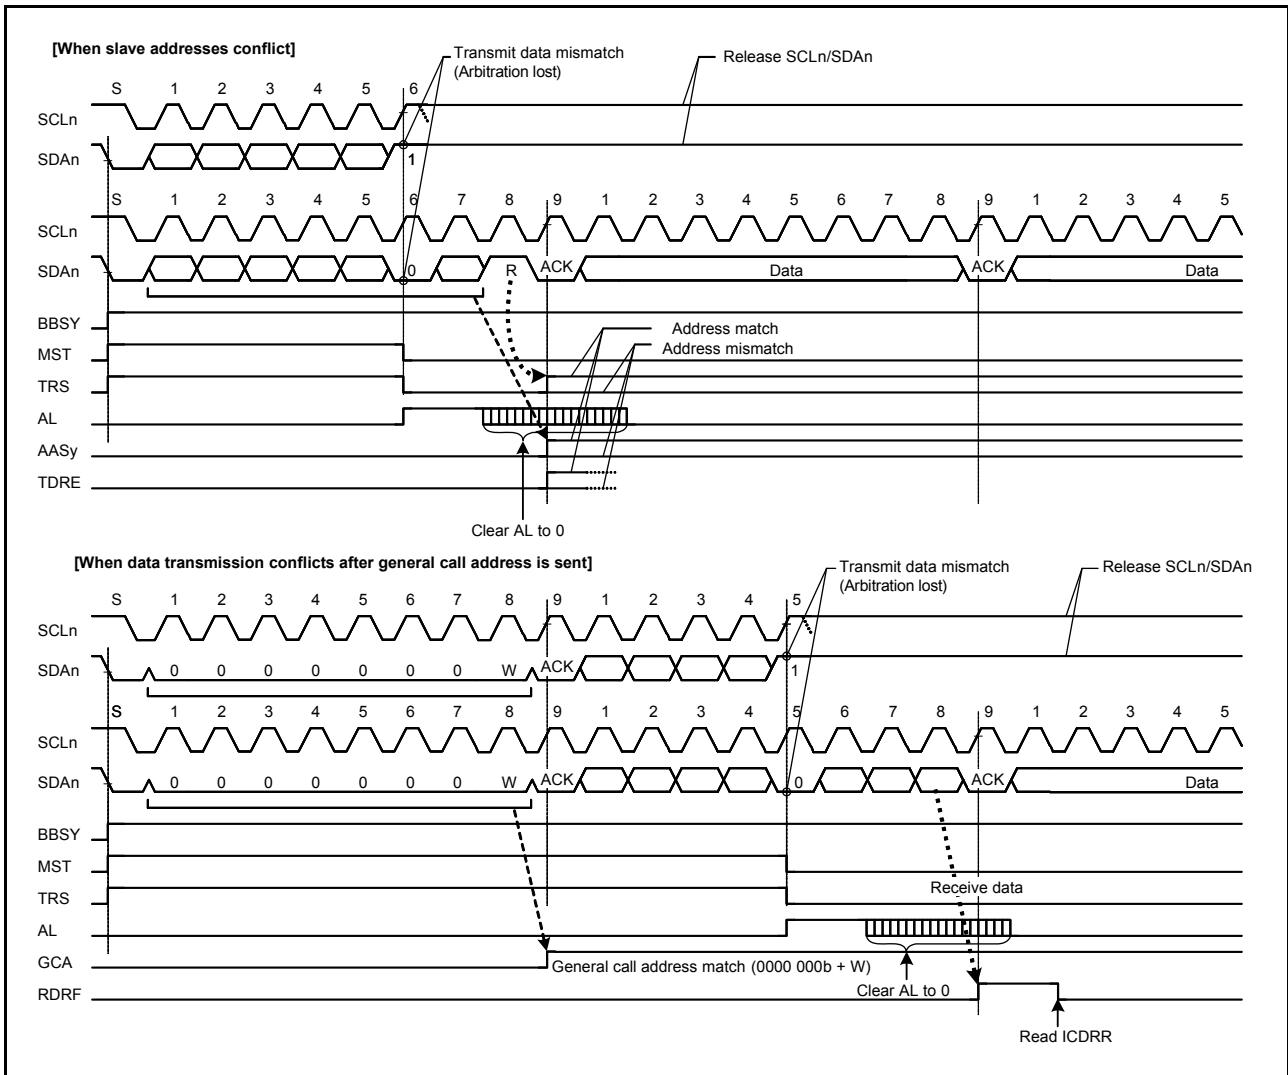 [When slave addresses conflict]
Transmit data mismatch
(Arbitration lost)
Release SCLn/SDAn
S 1 2 3 4 5 6
SCLn
SDAn
1
S 1 2 3 4 5 6 7 8 9 1 2 3 4 5 6 7 8 9 1 2 3 4 5
SCLn
SDAn 0 R ACK Data ACK Data
BBSY
Address match
MST
Address mismatch
TRS
AL
AASy
TDRE
Clear AL to 0
[When data transmission conflicts after general call address is sent]
Transmit data mismatch
(Arbitration lost)
Release SCLn/SDAn
S 1 2 3 4 5 6 7 8 9 1 2 3 4 5
SCLn
SDAn 0 0 0 0 0 0 0 W ACK 1
S 1 2 3 4 5 6 7 8 9 1 2 3 4 5 6 7 8 9 1 2 3 4 5
SCLn
SDAn 0 0 0 0 0 0 0 W ACK 0 ACK Data
BBSY
MST
Receive data
TRS
AL
GCA
General call address match (0000 000b + W)
Clear AL to 0
RDRF
Read ICDRR